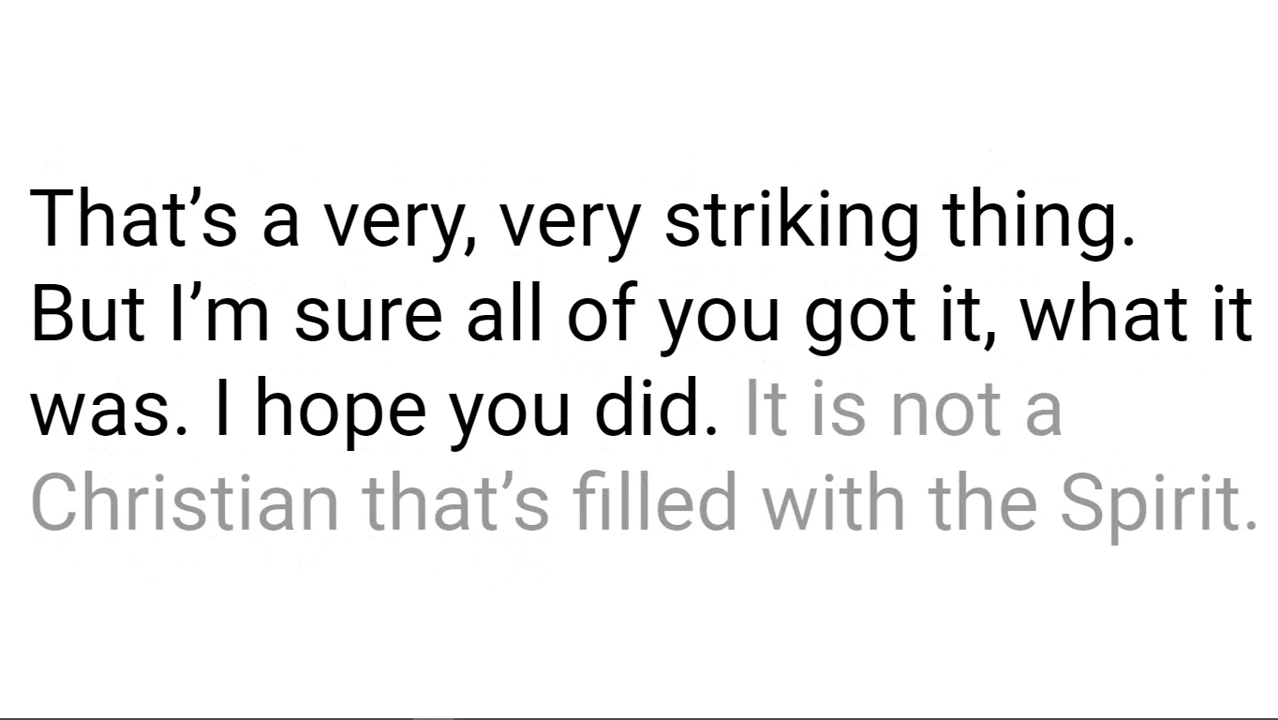 That’s a very, very striking thing.
But I’m sure all of you got it, what it
was. I hope you did. It is not a
Christian that’s filled with the Spirit.